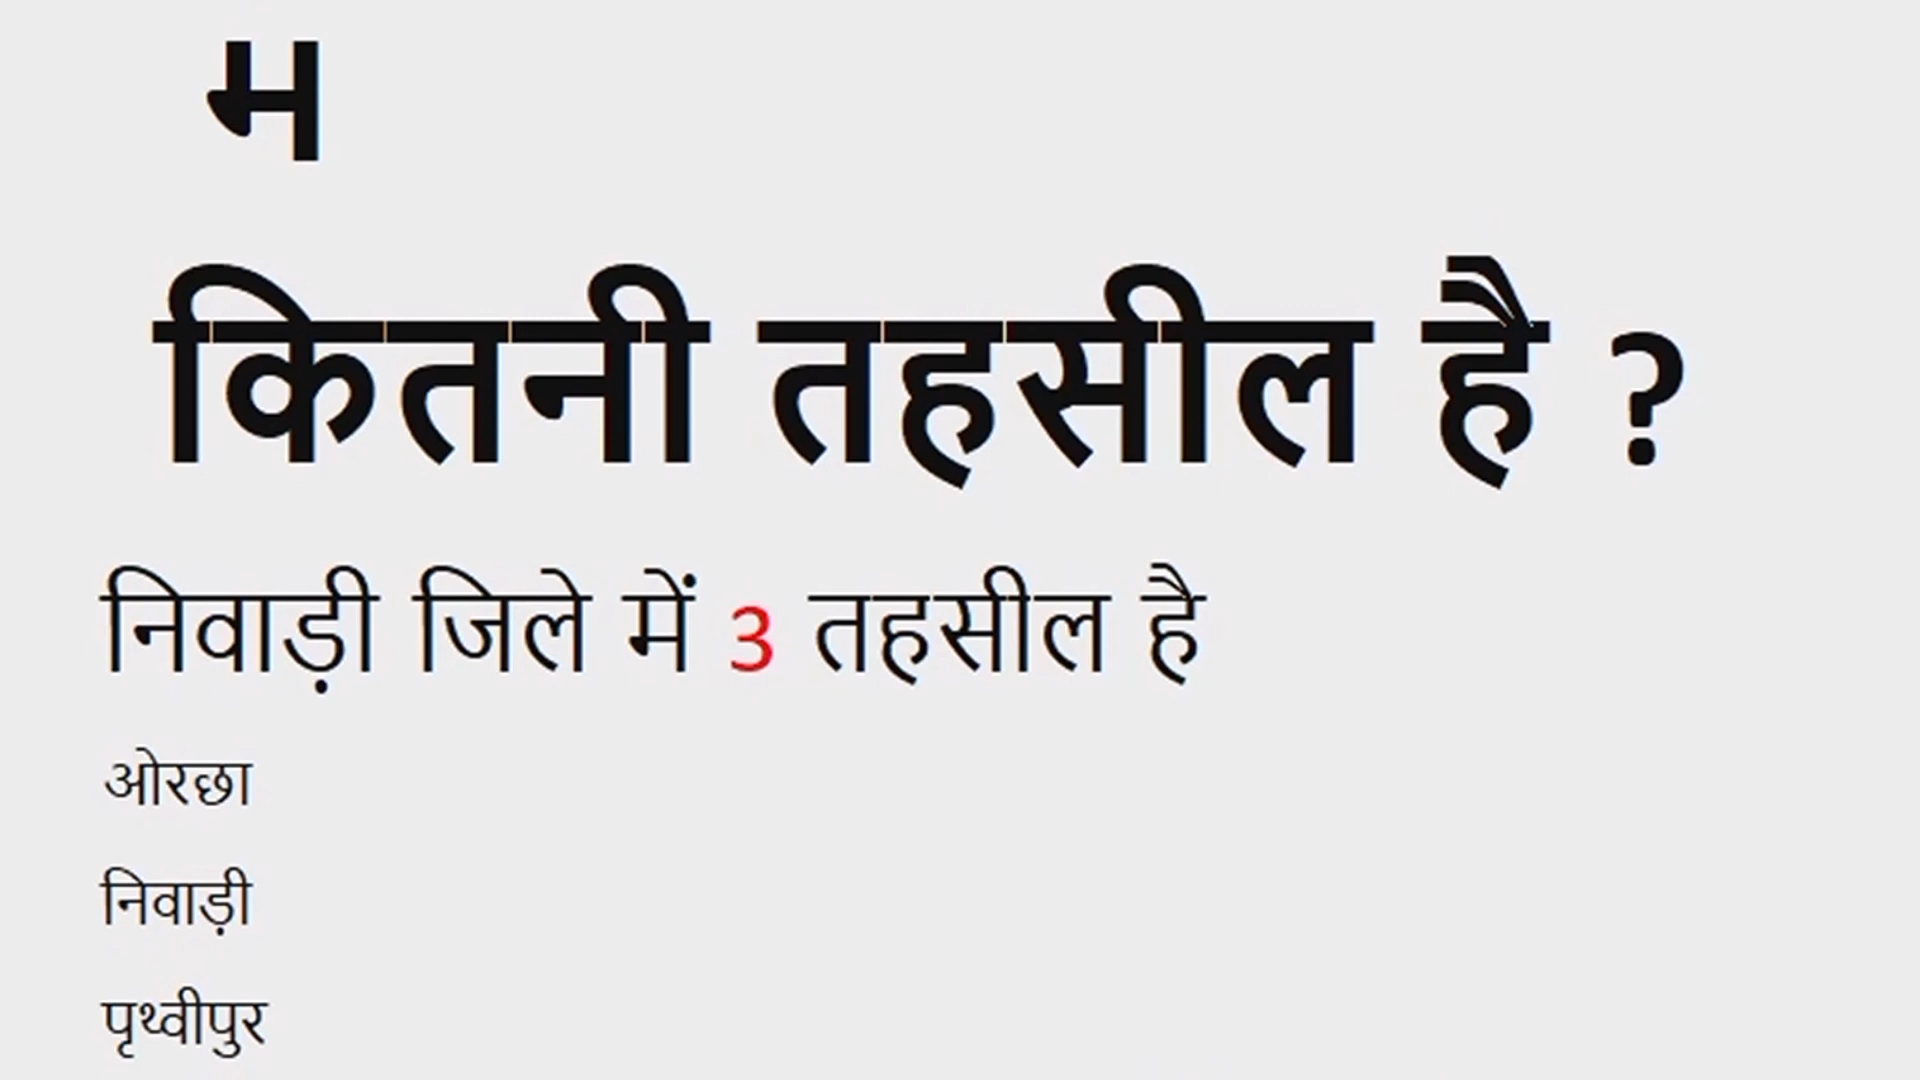 कितनी तहसील है ?
निवाड़ी जिले में 3 तहसील है
ओरछा
निवाड़ी
पृथ्वीपुर